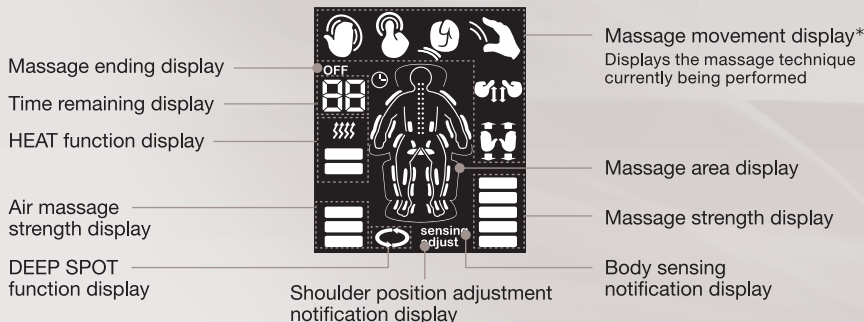 Massage ending display
Time remaining display
HEAT function display
Air massage
strength display
DEEP SPOT
function display
OFF
88
sensing
adjust
Shoulder position adjustment
notification display
Massage movement display*
Displays the massage technique
currently being performed
Massage area display
Massage strength display
Body sensing
notification display